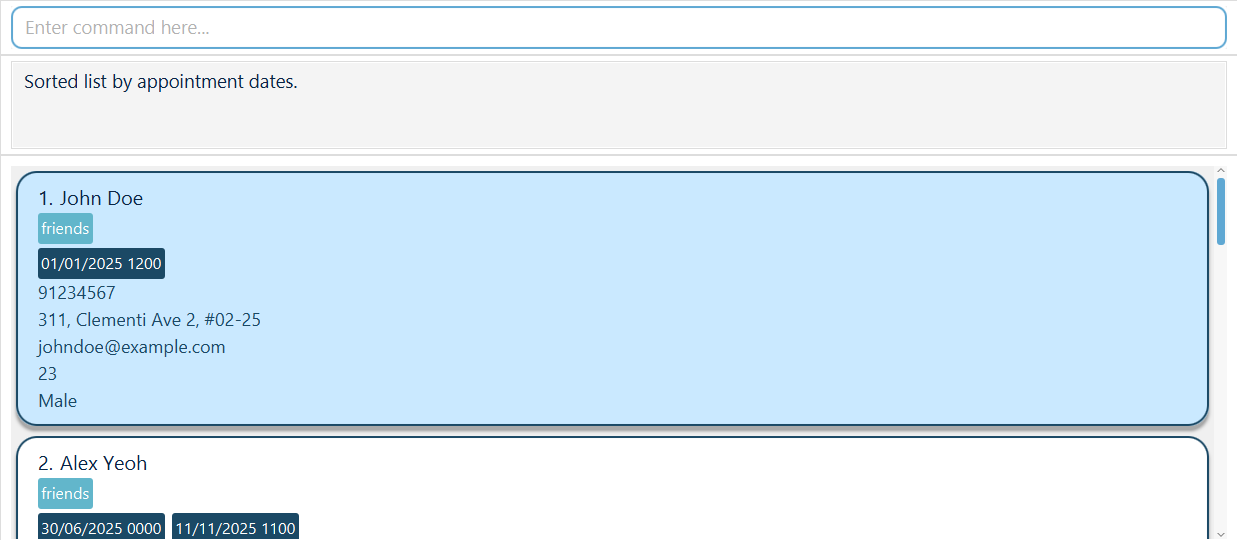 Enter command here...
Sorted list by appointment dates.
1. John Doe
friends
01/01/2025 1200
91234567
311, Clementi Ave 2, #02-25
johndoe@example.com
23
Male
2. Alex Yeoh
friends
30/06/2025 0000 11/11/2025 1100